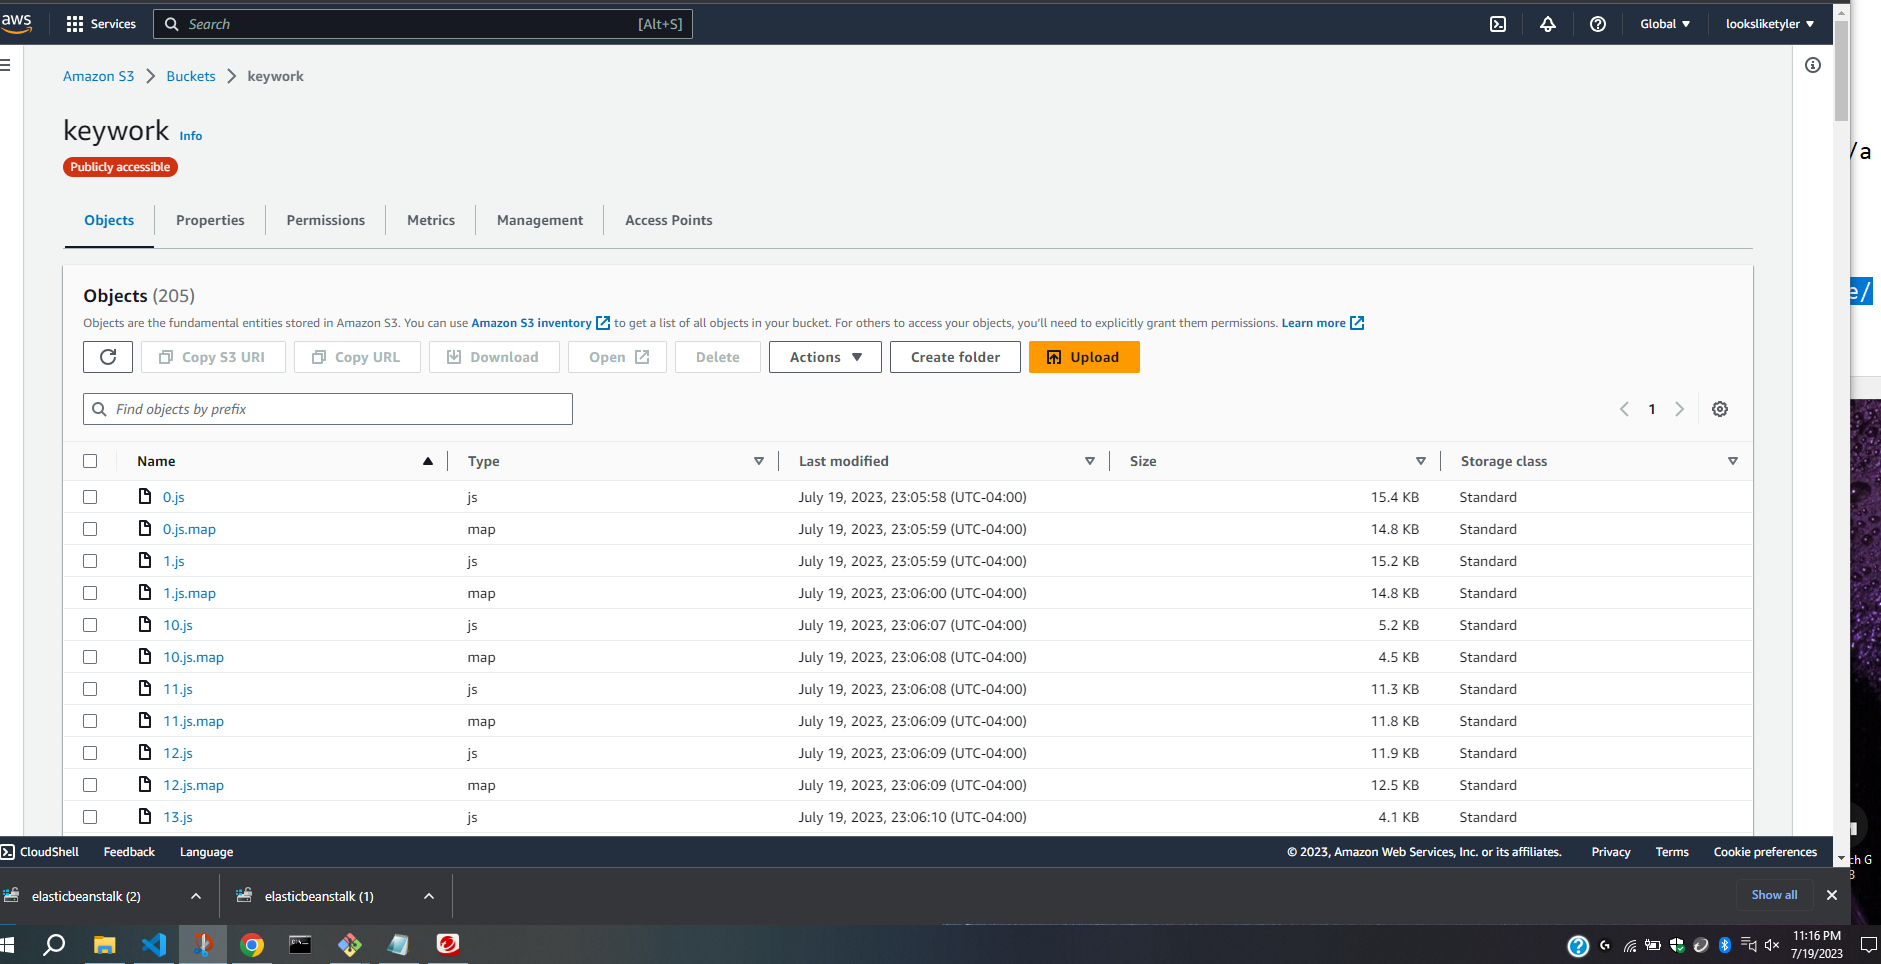 aws
Services
Search
[Alt+S]
Global
lookslikètyler
Amazon S3 > Buckets > keywork
keywork Info
Publicly accessible
Objects
Properties
Permissions
Metrics
Management
Access Points
Objects (205)
Objects are the fundamental entities stored in Amazon S3. You can use Amazon S3 inventory to get a list of all objects in your bucket. For others to access your objects, you'll need to explicitly grant them permissions. Learn more
Copy S3 URI
Copy URL
Download
Open
Delete
Actions
Create folder
Upload
Find objects by prefix
1
Name Type Last modified Size Storage class
0.js js July 19, 2023, 23:05:58 (UTC-04:00) 15.4 KB Standard
0.js.map map July 19, 2023, 23:05:59 (UTC-04:00) 14.8 KB Standard
1.js js July 19, 2023, 23:05:59 (UTC-04:00) 15.2 KB Standard
1.js.map map July 19, 2023, 23:06:00 (UTC-04:00) 14.8 KB Standard
10.js js July 19, 2023, 23:06:07 (UTC-04:00) 5.2 KB Standard
10.js.map map July 19, 2023, 23:06:08 (UTC-04:00) 4.5 KB Standard
11.js js July 19, 2023, 23:06:08 (UTC-04:00) 11.3 KB Standard
11.js.map map July 19, 2023, 23:06:09 (UTC-04:00) 11.8 KB Standard
12.js js July 19, 2023, 23:06:09 (UTC-04:00) 11.9 KB Standard
12.js.map map July 19, 2023, 23:06:09 (UTC-04:00) 12.5 KB Standard
13.js js July 19, 2023, 23:06:10 (UTC-04:00) 4.1 KB Standard
/a
e/
ch G
CloudShell
Feedback
Language
© 2023, Amazon Web Services, Inc. or its affiliates.
Privacy
Terms
Cookie preferences
elasticbeanstalk (2)
elasticbeanstalk (1)
Show all
11:16 PM
7/19/2023